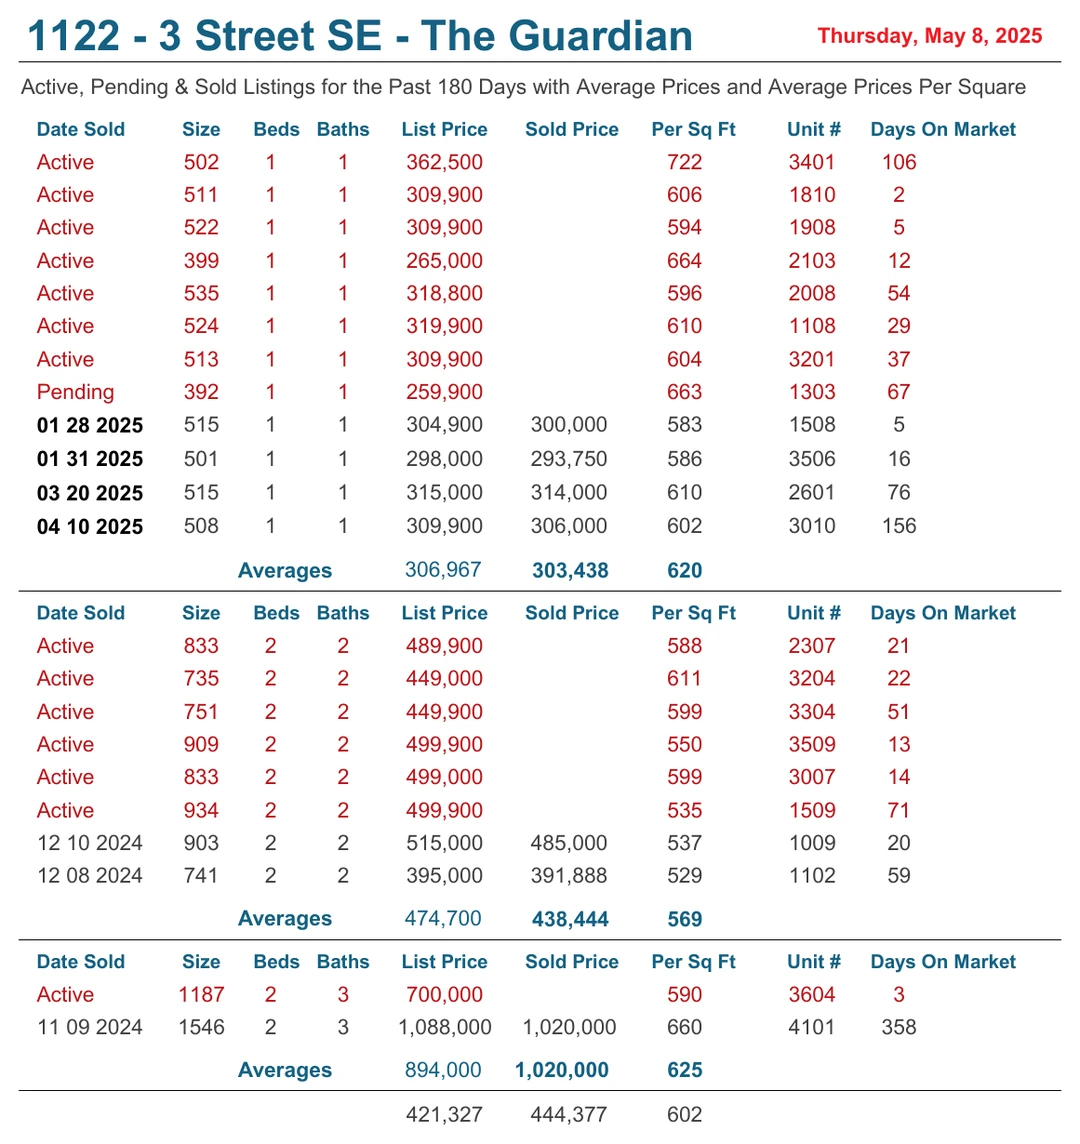 1122 - 3 Street SE - The Guardian Thursday, May 8, 2025
Active, Pending & Sold Listings for the Past 180 Days with Average Prices and Average Prices Per Square
Date Sold Size Beds Baths List Price Sold Price Per Sq Ft Unit # Days On Market
Active 502 1 1 362,500 722 3401 106
Active 511 1 1 309,900 606 1810 2
Active 522 1 1 309,900 594 1908 5
Active 399 1 1 265,000 664 2103 12
Active 535 1 1 318,800 596 2008 54
Active 524 1 1 319,900 610 1108 29
Active 513 1 1 309,900 604 3201 37
Pending 392 1 1 259,900 663 1303 67
01 28 2025 515 1 1 304,900 300,000 583 1508 5
01 31 2025 501 1 1 298,000 293,750 586 3506 16
03 20 2025 515 1 1 315,000 314,000 610 2601 76
04 10 2025 508 1 1 309,900 306,000 602 3010 156
Averages 306,967 303,438 620
Date Sold Size Beds Baths List Price Sold Price Per Sq Ft Unit # Days On Market
Active 833 2 2 489,900 588 2307 21
Active 735 2 2 449,000 611 3204 22
Active 751 2 2 449,900 599 3304 51
Active 909 2 2 499,900 550 3509 13
Active 833 2 2 499,000 599 3007 14
Active 934 2 2 499,900 535 1509 71
12 10 2024 903 2 2 515,000 485,000 537 1009 20
12 08 2024 741 2 2 395,000 391,888 529 1102 59
Averages 474,700 438,444 569
Date Sold Size Beds Baths List Price Sold Price Per Sq Ft Unit # Days On Market
Active 1187 2 3 700,000 590 3604 3
11 09 2024 1546 2 3 1,088,000 1,020,000 660 4101 358
Averages 894,000 1,020,000 625
421,327 444,377 602